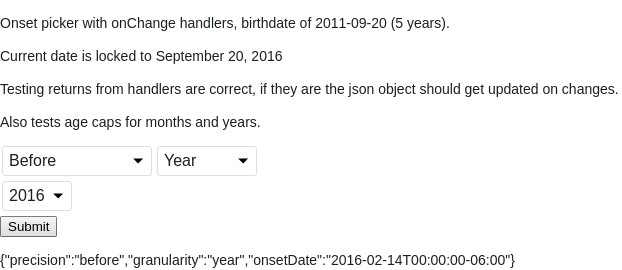 Onset picker with onChange handlers, birthdate of 2011-09-20 (5 years).
Current date is locked to September 20, 2016
Testing returns from handlers are correct, if they are the json object should get updated on changes.
Also tests age caps for months and years.
Before Year
2016
Submit
{"precision":"before","granularity":"year","onsetDate":"2016-02-14T00:00:00-06:00"}